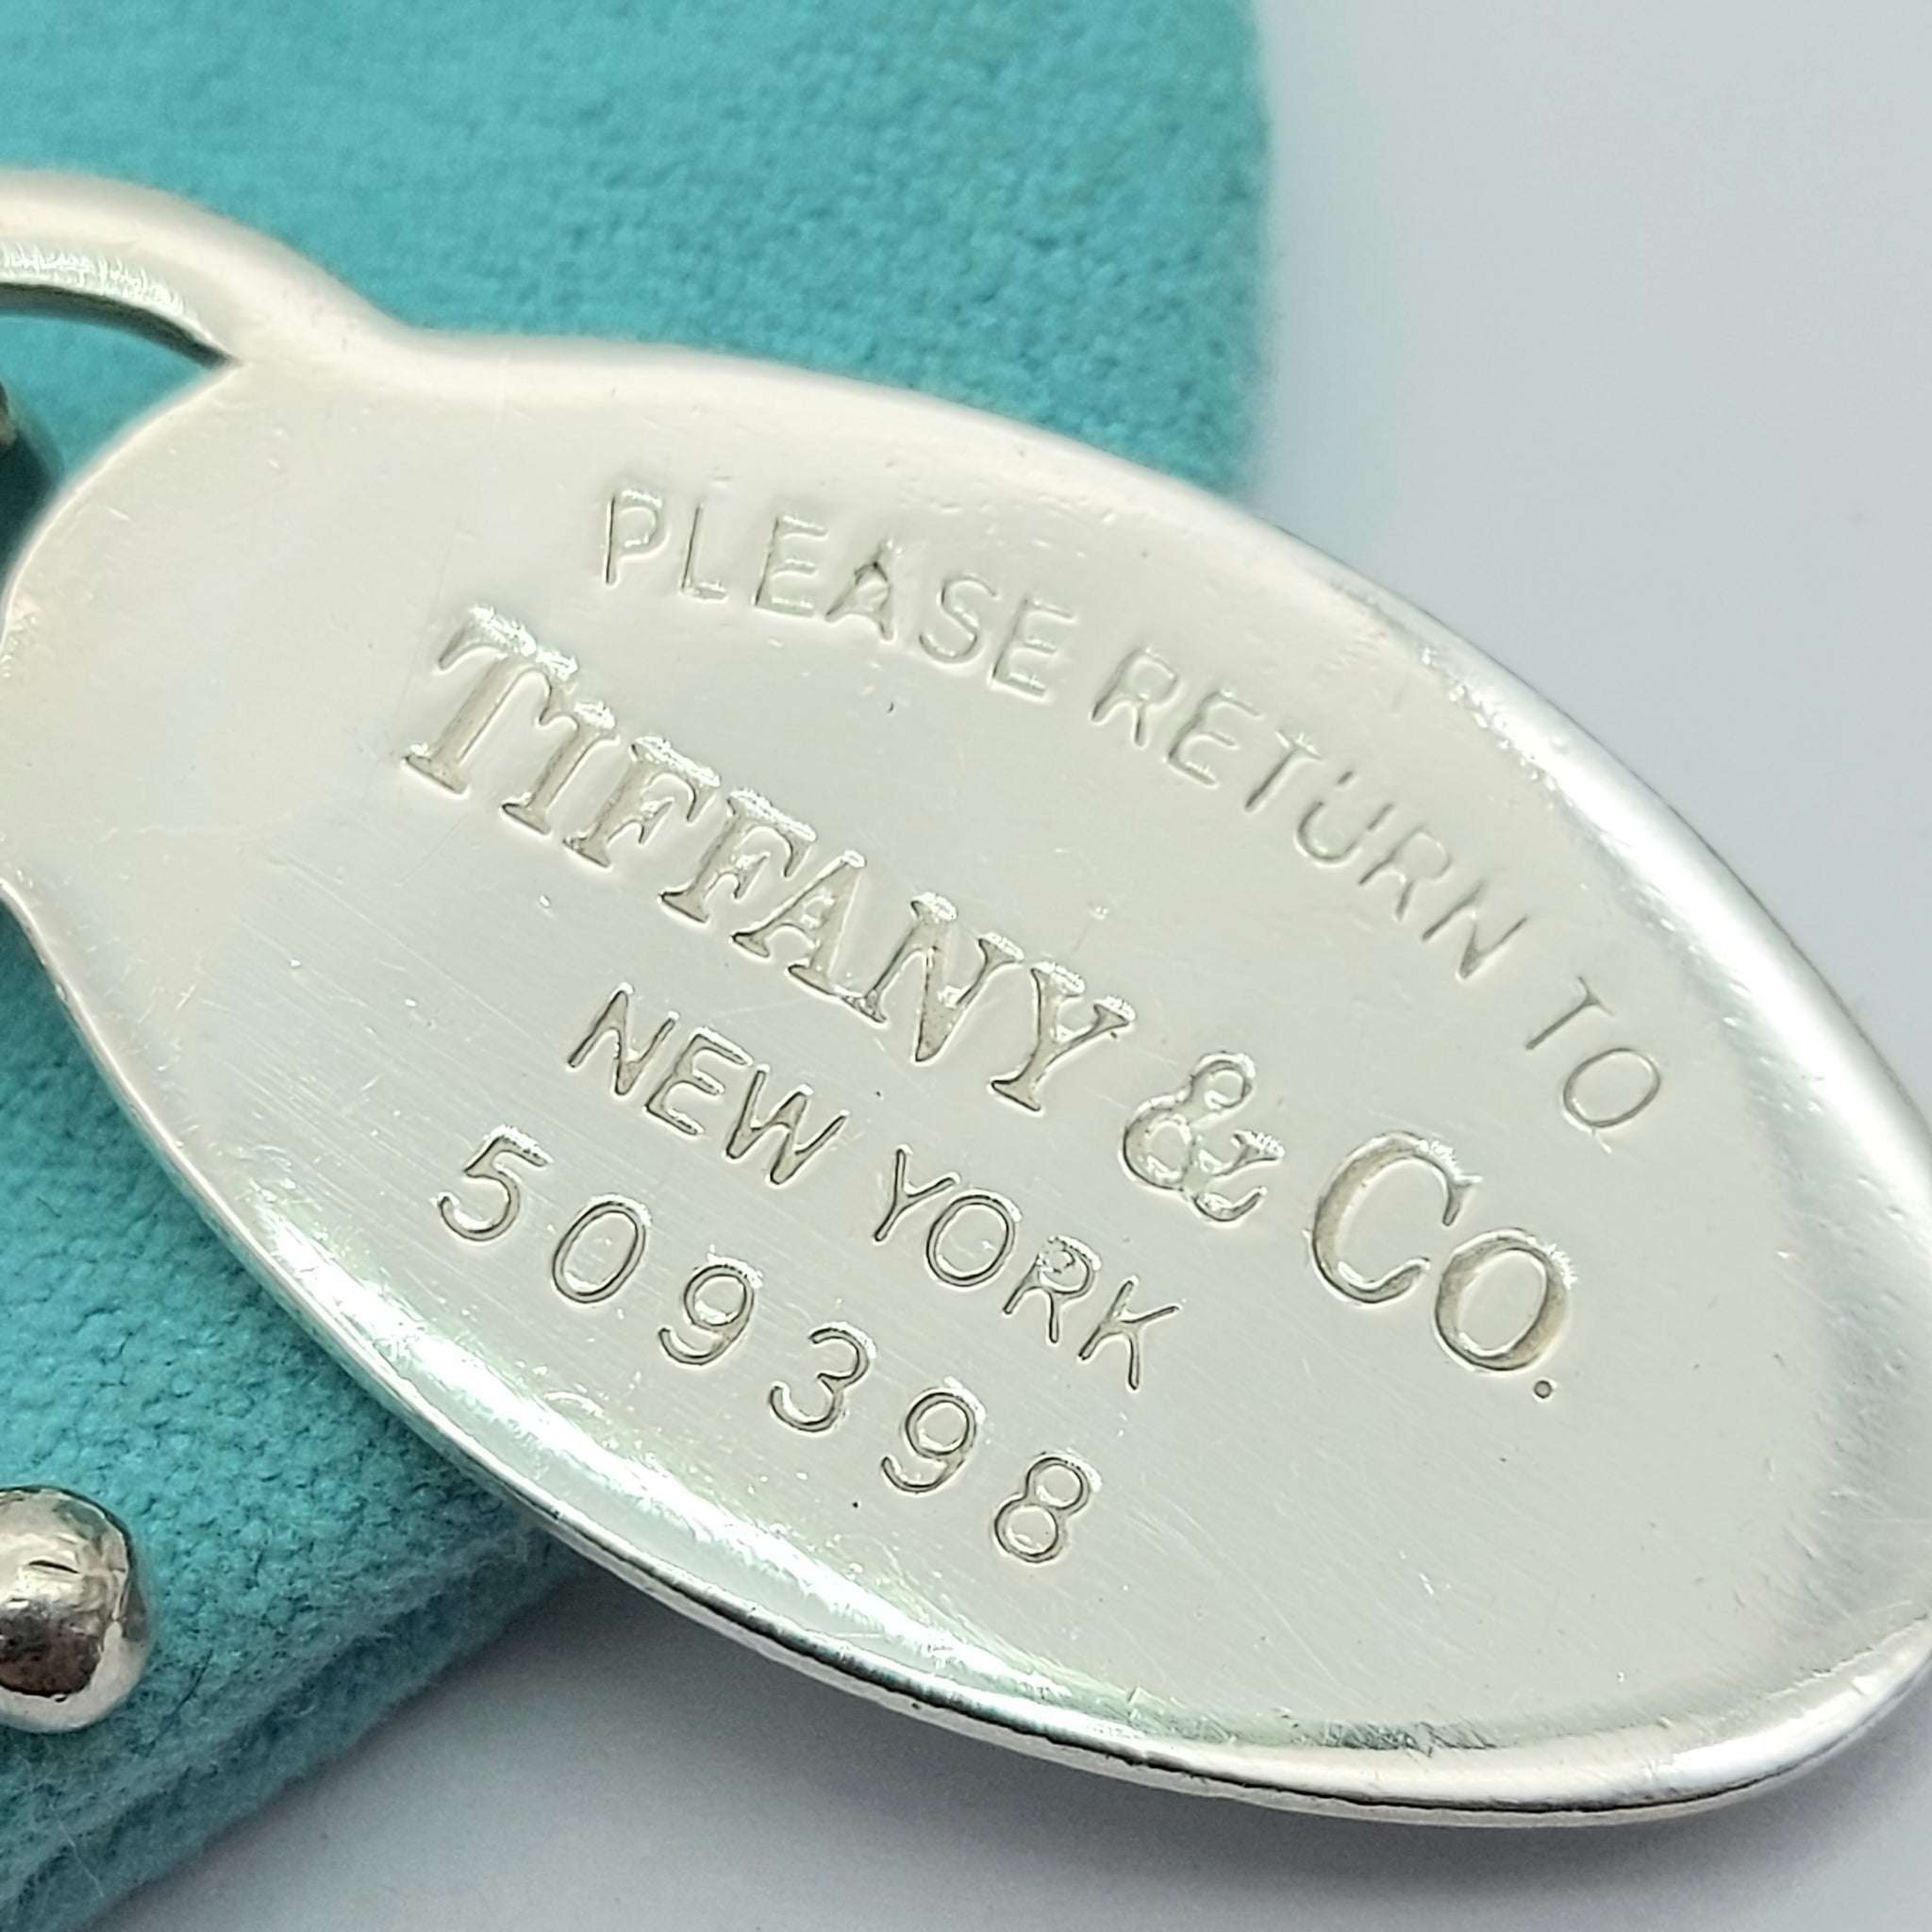 PLEASE RETURN TO
TIFFANY & CO.
NEW YORK
509398